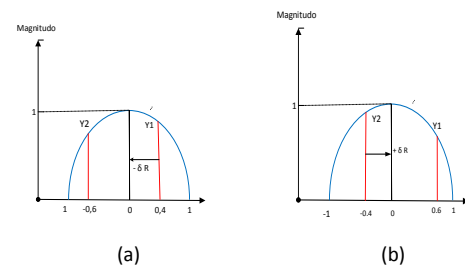 Magnitudo
1
Y2
Y1
- δ R
1
-0,6
0
0,4
1
(a)
Magnitudo
1
Y2
Y1
+ δ R
-1
-0.4
0
0.6
1
(b)